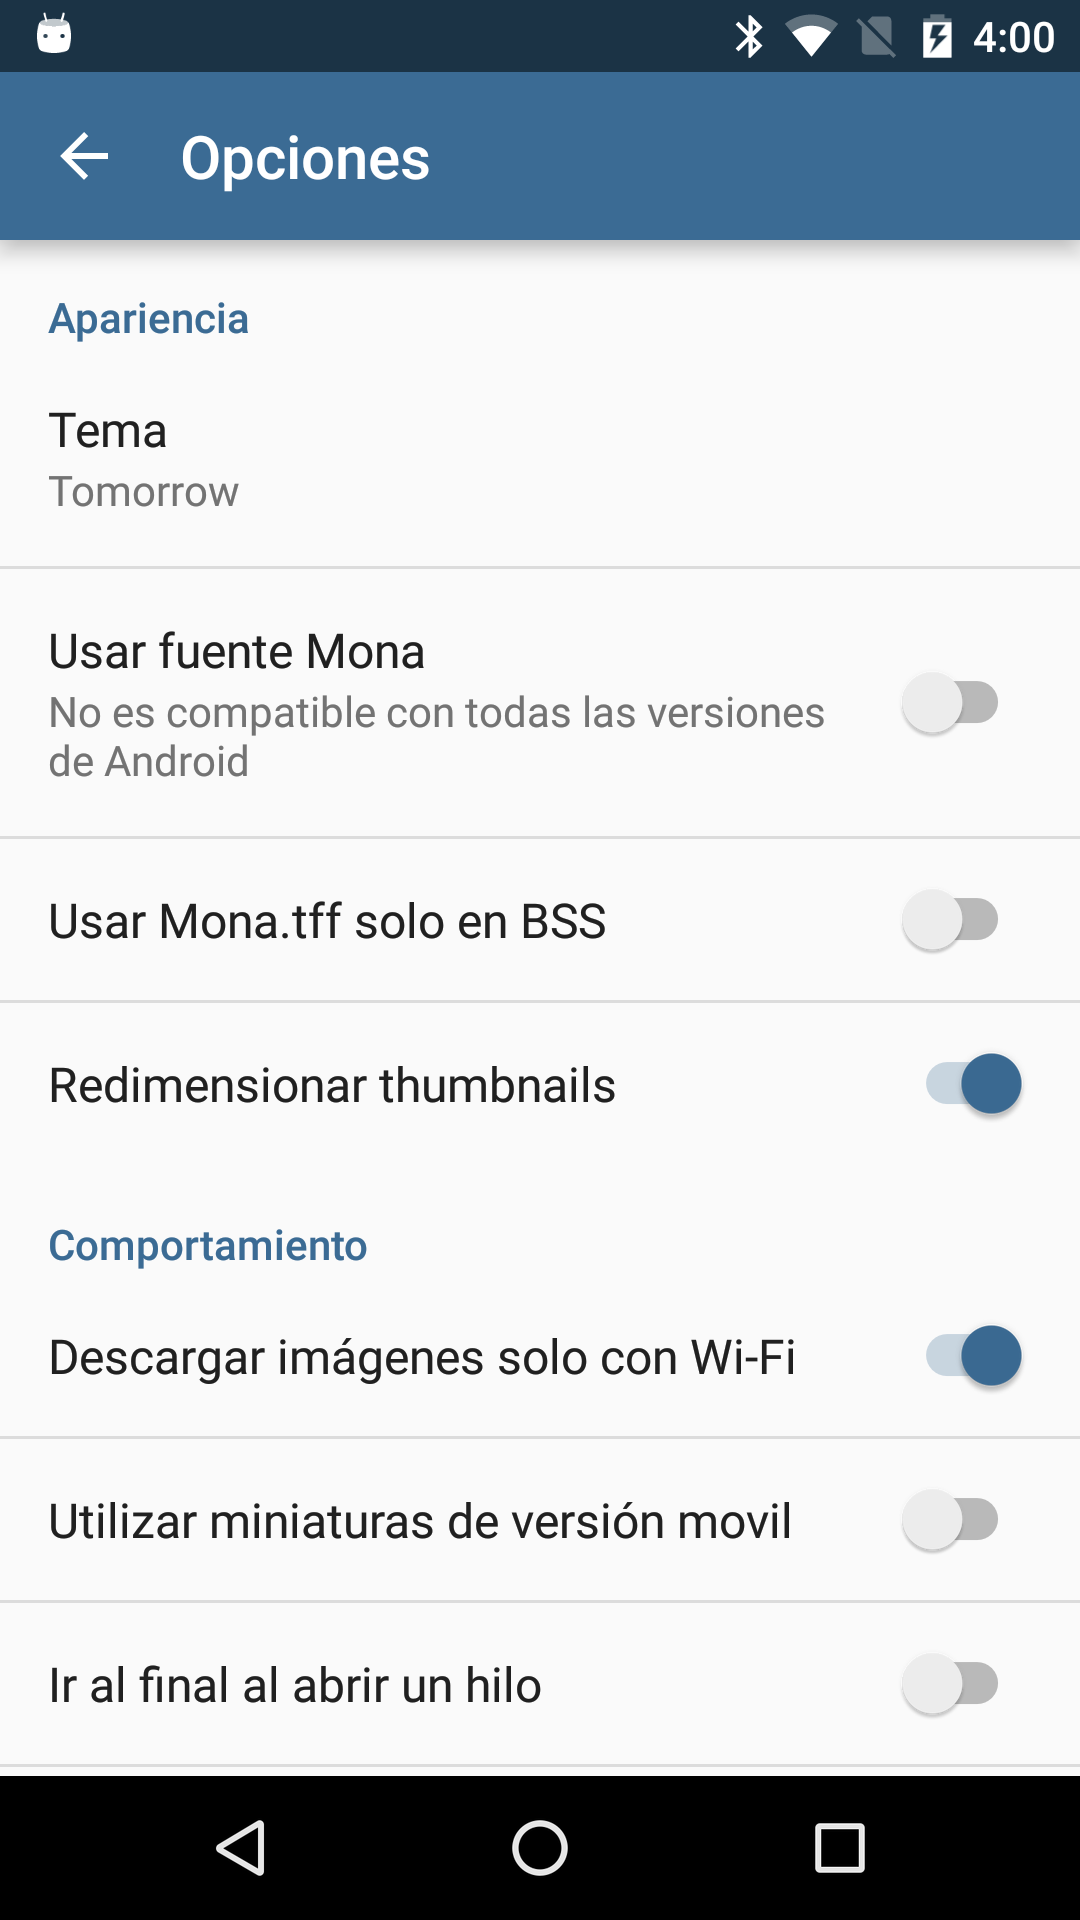 4:00
Opciones
Apariencia
Tema
Tomorrow
Usar fuente Mona
No es compatible con todas las versiones
de Android
Usar Mona.tff solo en BSS
Redimensionar thumbnails
Comportamiento
Descargar imágenes solo con Wi-Fi
Utilizar miniaturas de versión movil
Ir al final al abrir un hilo